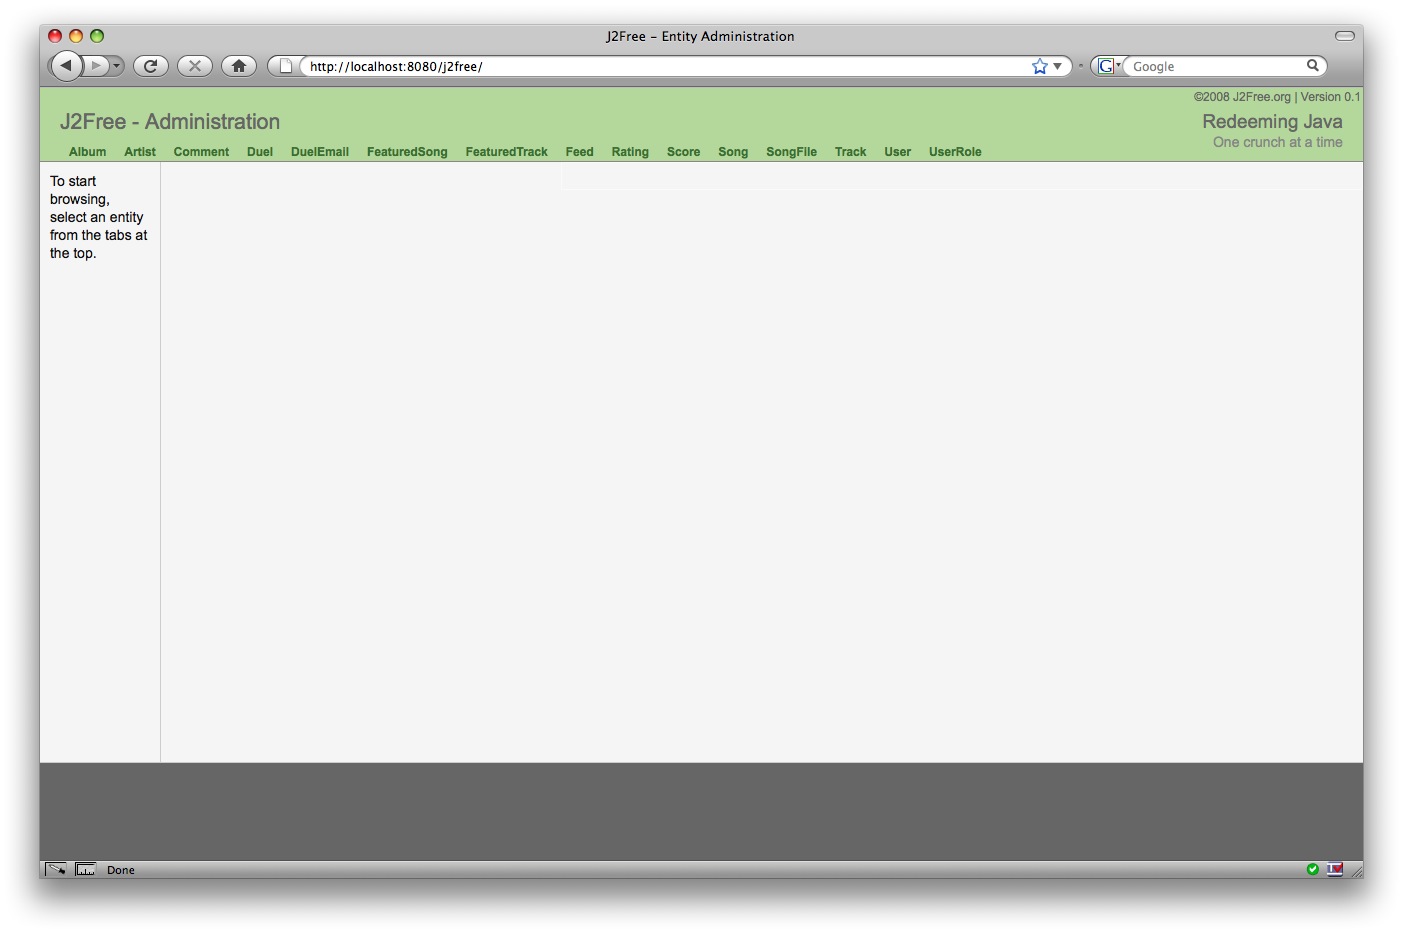 J2Free - Entity Administration
http://localhost:8080/j2free/
G
Google
©2008 J2Free.org | Version 0.1
J2Free - Administration
Redeeming Java
One crunch at a time
Album Artist Comment Duel DuelEmail FeaturedSong FeaturedTrack Feed Rating Score Song SongFile Track User UserRole
To start
browsing,
select an entity
from the tabs at
the top.
Done